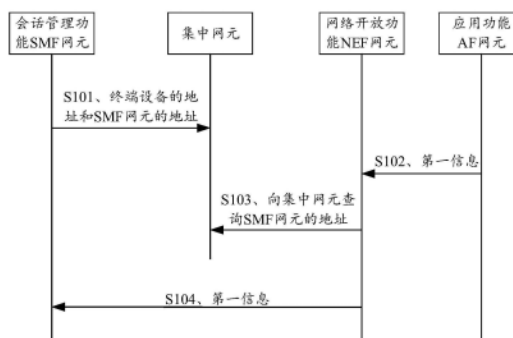 会话管理功
能SMF网元
集中网元
网络开放功
能NEF网元
应用功能
AF网元
S101、终端设备的地
址和SMF网元的地址
S102、第一信息
S103、向集中网元查
询SMF网元的地址
S104、第一信息